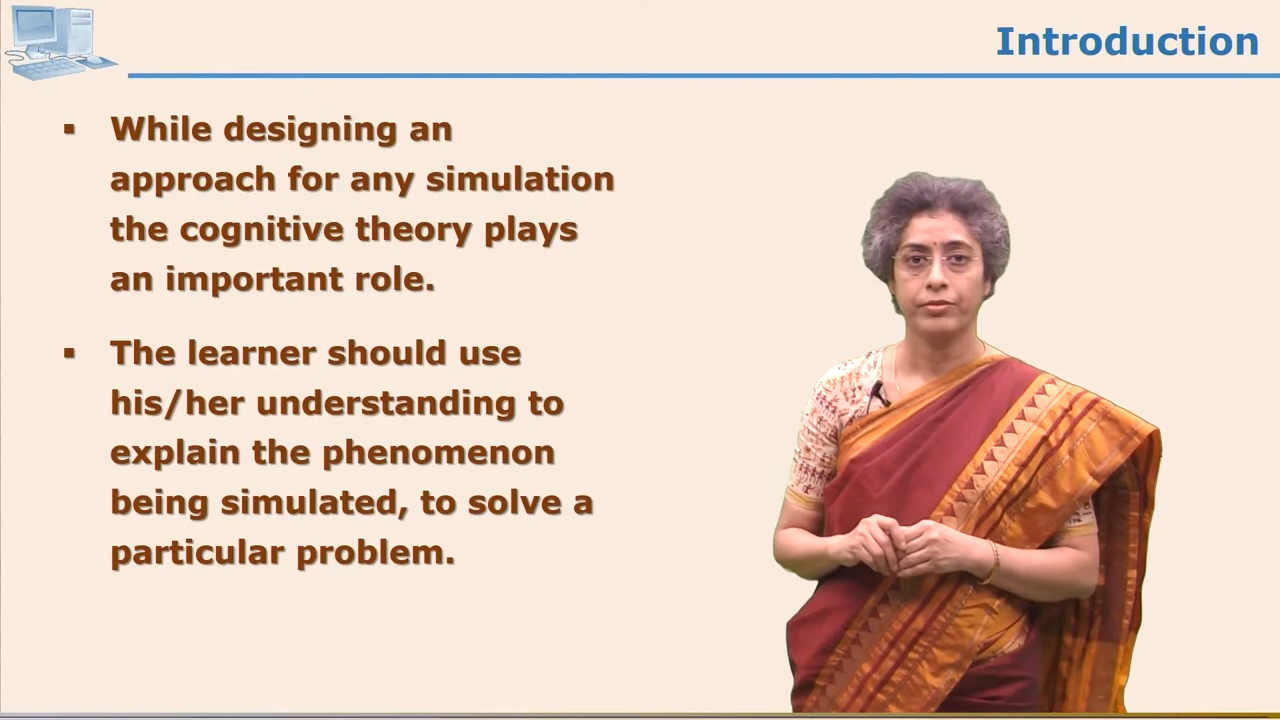 Introduction
▪ While designing an
approach for any simulation
the cognitive theory plays
an important role.
▪ The learner should use
his/her understanding to
explain the phenomenon
being simulated, to solve a
particular problem.